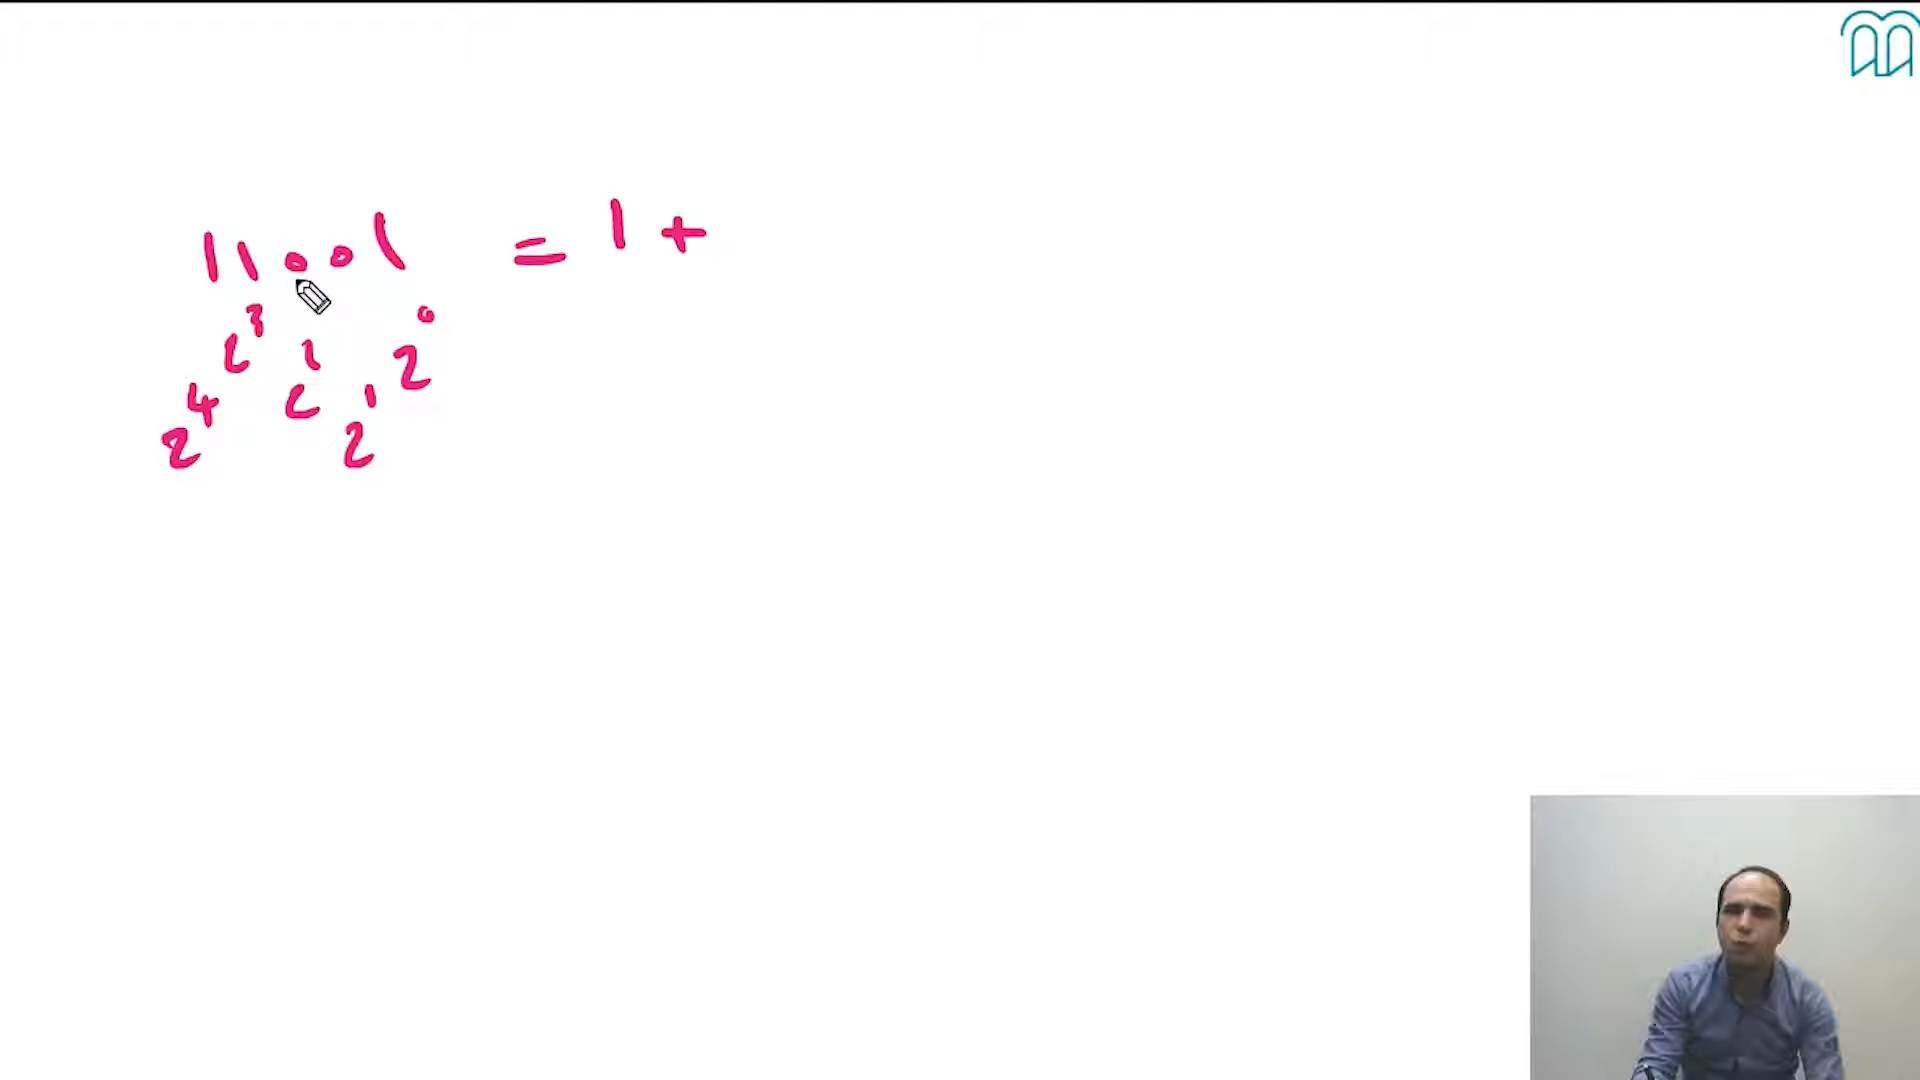 11001 = 1 +
2⁴ 2³ 2² 2¹ 2⁰